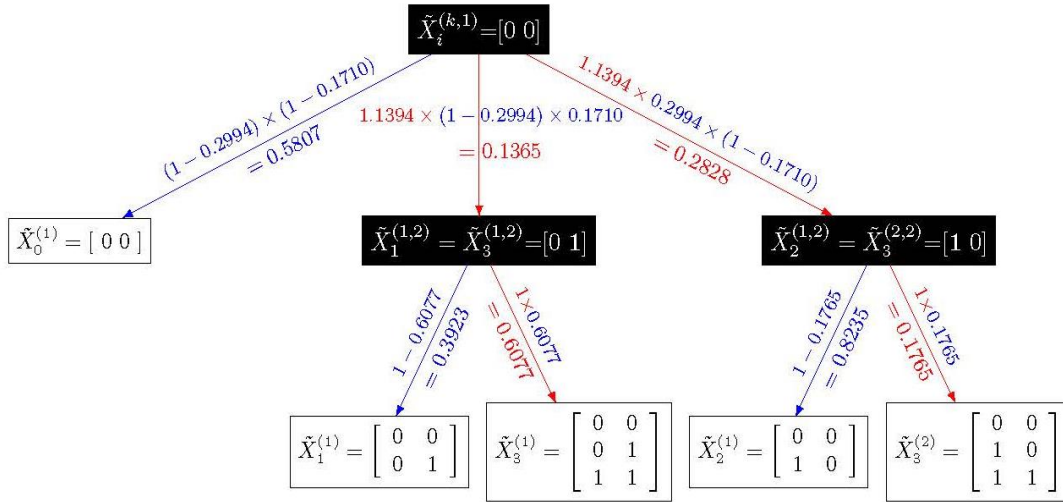 X̃_i^{(k,1)}=[0 0]
(1 − 0.2994) × (1 − 0.1710)
= 0.5807
1.1394 × (1 − 0.2994) × 0.1710
= 0.1365
1.1394 × 0.2994 × (1 − 0.1710)
= 0.2828
X̃_0^{(1)} = [ 0 0 ]
X̃_1^{(1,2)} = X̃_3^{(1,2)}=[0 1]
X̃_2^{(1,2)} = X̃_3^{(2,2)}=[1 0]
1 − 0.6077
= 0.3923
1×0.6077
= 0.6077
1 − 0.1765
= 0.8235
1×0.1765
= 0.1765
X̃_1^{(1)} = [ 0 0
0 1 ]
X̃_3^{(1)} = [ 0 0
0 1
1 1 ]
X̃_2^{(1)} = [ 0 0
1 0 ]
X̃_3^{(2)} = [ 0 0
1 0
1 1 ]